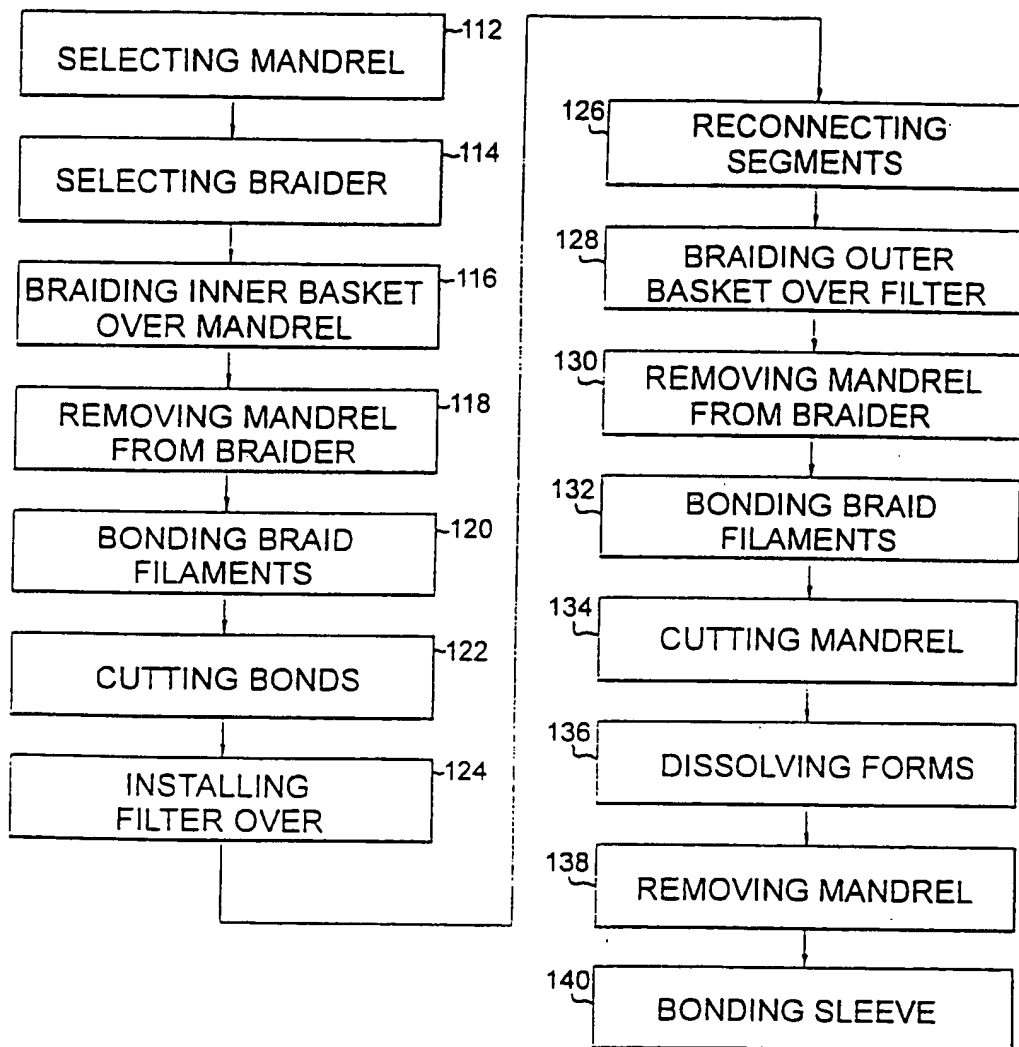 112
SELECTING MANDREL
114
SELECTING BRAIDER
116
BRAIDING INNER BASKET
OVER MANDREL
118
REMOVING MANDREL
FROM BRAIDER
120
BONDING BRAID
FILAMENTS
122
CUTTING BONDS
124
INSTALLING
FILTER OVER
126
RECONNECTING
SEGMENTS
128
BRAIDING OUTER
BASKET OVER FILTER
130
REMOVING MANDREL
FROM BRAIDER
132
BONDING BRAID
FILAMENTS
134
CUTTING MANDREL
136
DISSOLVING FORMS
138
REMOVING MANDREL
140
BONDING SLEEVE